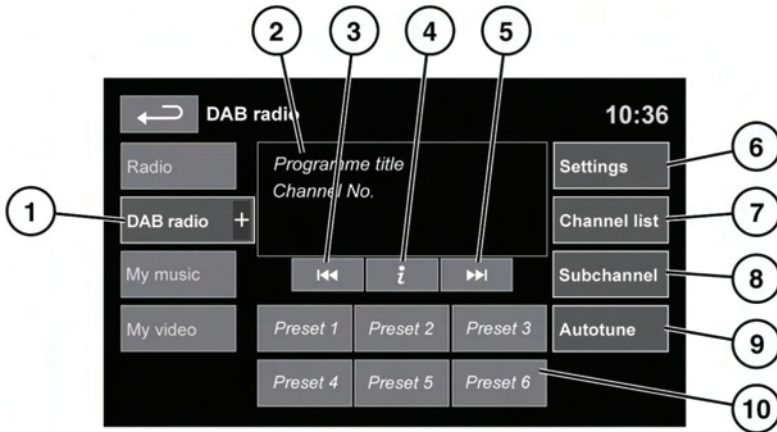 2
3
4
5
DAB radio
10:36
Radio
Programme title
Channel No.
Settings
6
1
DAB radio +
Channel list
7
My music
i
Subchannel
8
My video
Preset 1
Preset 2
Preset 3
Autotune
9
Preset 4
Preset 5
Preset 6
10